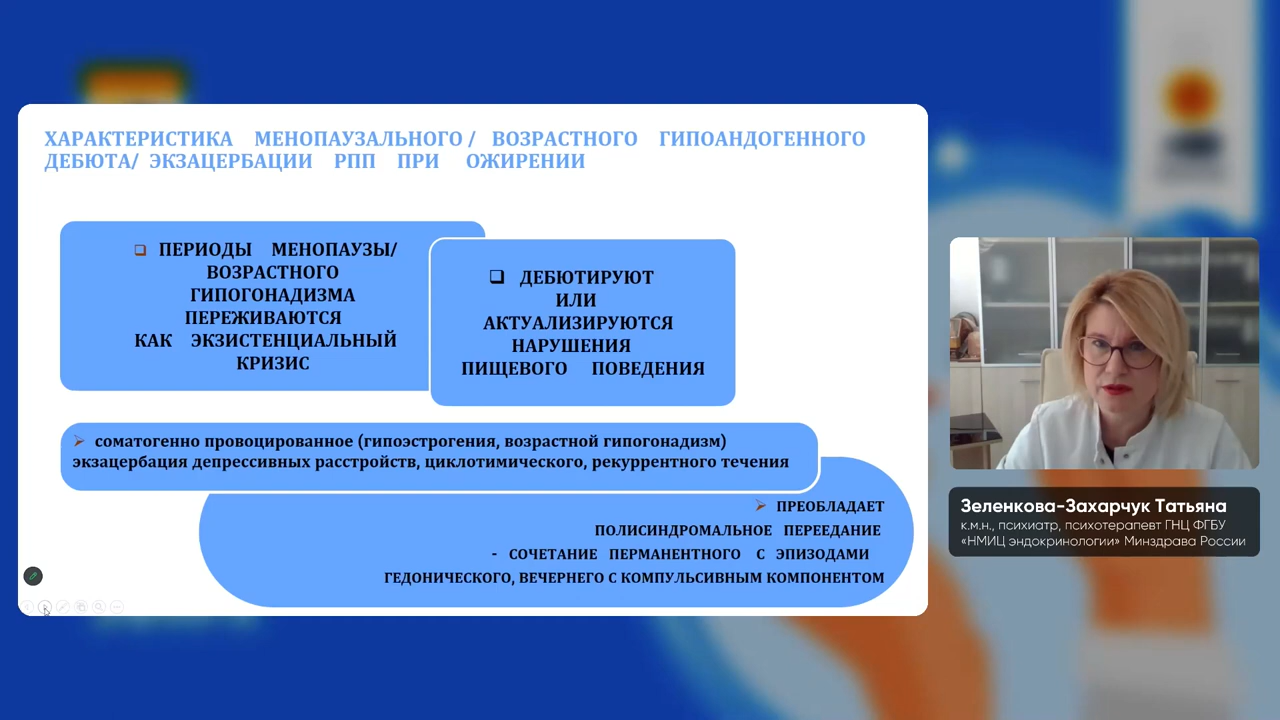 ХАРАКТЕРИСТИКА МЕНОПАУЗАЛЬНОГО / ВОЗРАСТНОГО ГИПОАНДОГЕННОГО
ДЕБЮТА/ ЭКЗАЦЕРБАЦИИ РПП ПРИ ОЖИРЕНИИ
❑ ПЕРИОДЫ МЕНОПАУЗЫ/
ВОЗРАСТНОГО
ГИПОГОНАДИЗМА
ПЕРЕЖИВАЮТСЯ
КАК ЭКЗИСТЕНЦИАЛЬНЫЙ
КРИЗИС
❑ ДЕБЮТИРУЮТ
ИЛИ
АКТУАЛИЗИРУЮТСЯ
НАРУШЕНИЯ
ПИЩЕВОГО ПОВЕДЕНИЯ
➢ соматогенно провоцированное (гипоэстрогения, возрастной гипогонадизм)
экзацербация депрессивных расстройств, циклотимического, рекуррентного течения
➢ ПРЕОБЛАДАЕТ
ПОЛИСИНДРОМАЛЬНОЕ ПЕРЕЕДАНИЕ
- СОЧЕТАНИЕ ПЕРМАНЕНТНОГО С ЭПИЗОДАМИ
ГЕДОНИЧЕСКОГО, ВЕЧЕРНЕГО С КОМПУЛЬСИВНЫМ КОМПОНЕНТОМ
Зеленкова-Захарчук Татьяна
к.м.н., психиатр, психотерапевт ГНЦ ФГБУ
«НМИЦ эндокринологии» Минздрава России